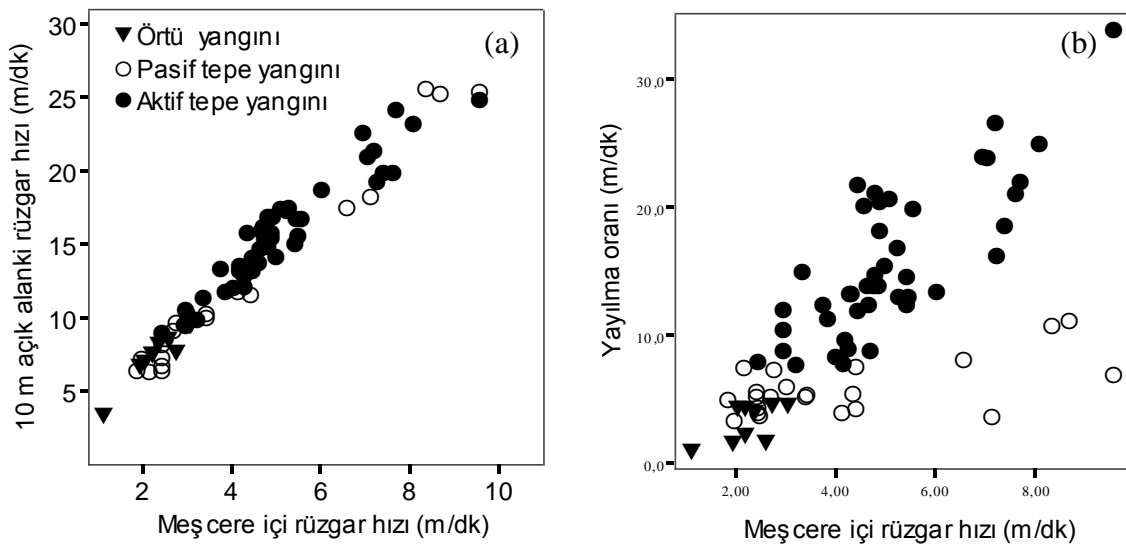 30
25
20
15
10
5
2
4
6
8
10
10 m açık alanki rüzgar hızı (m/dk)
Meşcere içi rüzgar hızı (m/dk)
Örtü yangını
Pasif tepe yangını
Aktif tepe yangını
(a)
30,0
20,0
10,0
0,0
2,00
4,00
6,00
8,00
Yayılma oranı (m/dk)
Meşcere içi rüzgar hızı (m/dk)
(b)